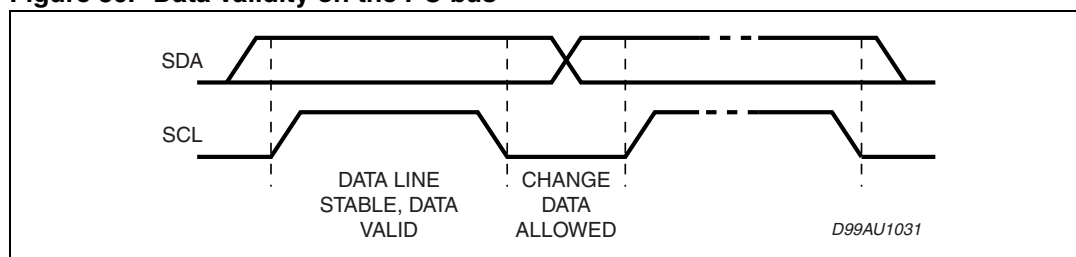 SDA
SCL
DATA LINE
STABLE, DATA
VALID
CHANGE
DATA
ALLOWED
D99AU1031